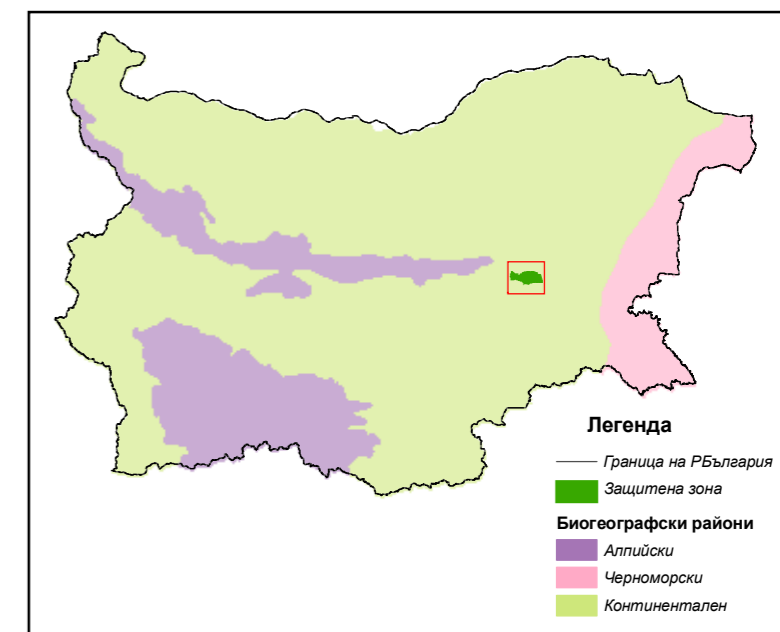 Легенда
Граница на РБългария
Защитена зона
Биогеографски райони
Алпийски
Черноморски
Континентален